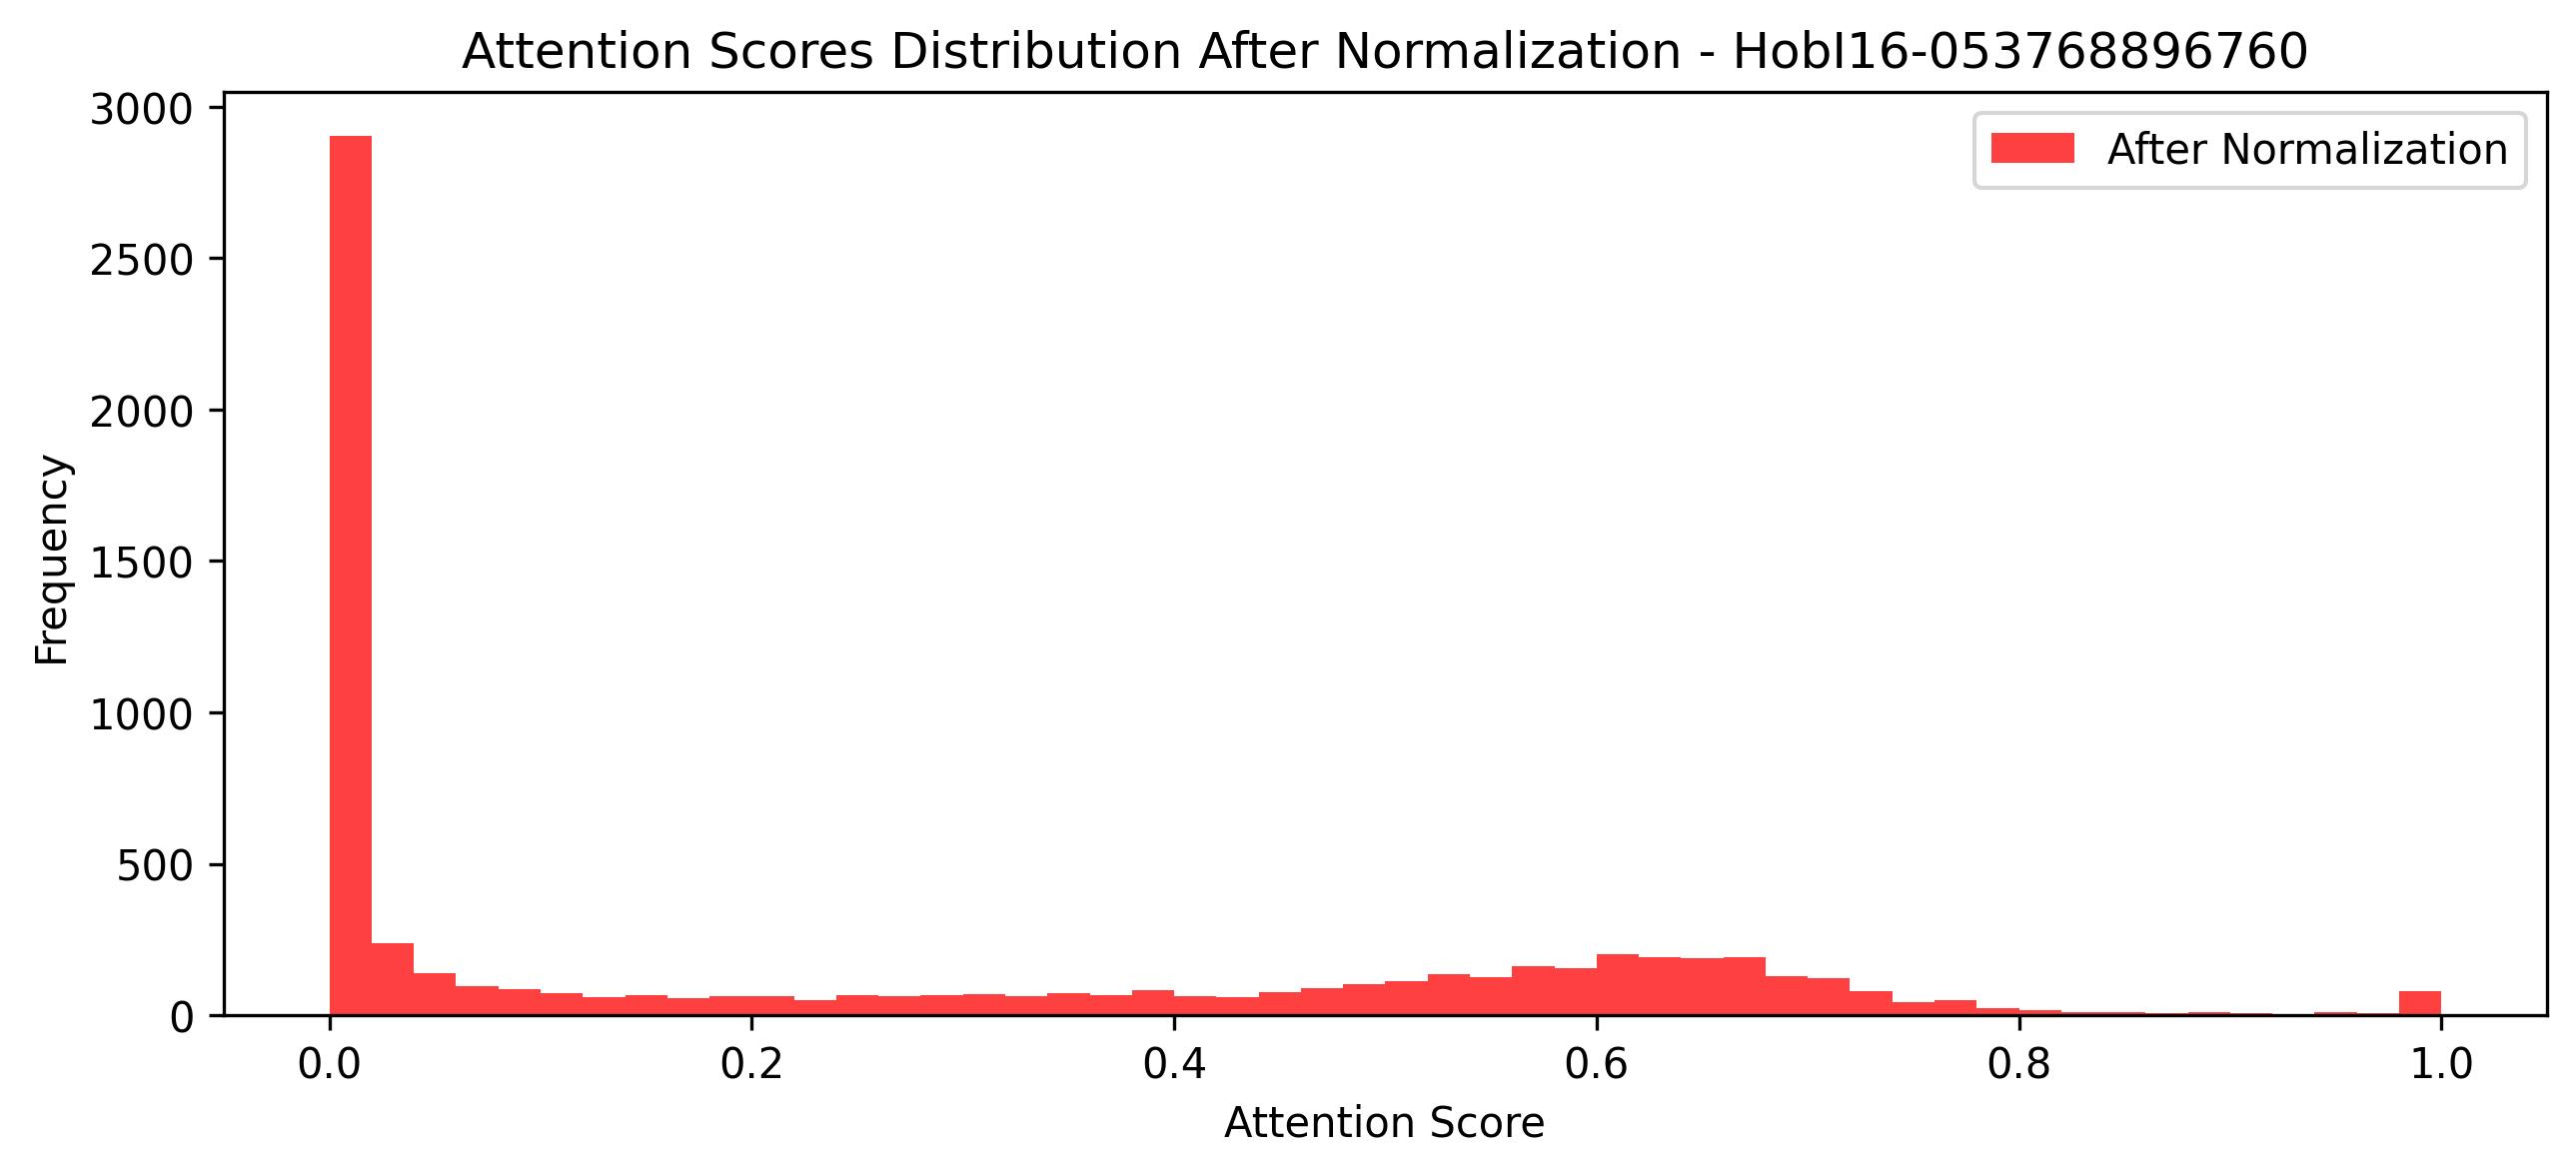 Attention Scores Distribution After Normalization - HobI16-053768896760
After Normalization
Frequency
3000
2500
2000
1500
1000
500
0
0.0 0.2 0.4 0.6 0.8 1.0
Attention Score